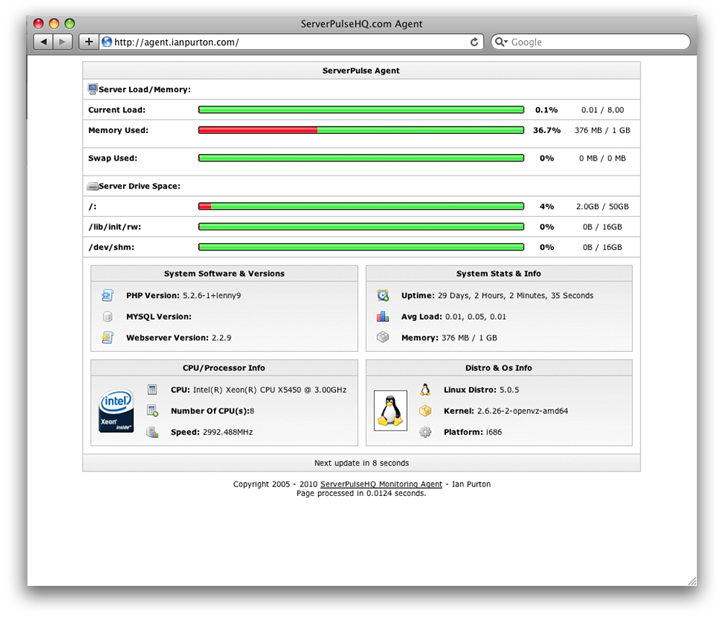 ServerPulseHQ.com Agent
http://agent.ianpurton.com/
Google
ServerPulse Agent
Server Load/Memory:
Current Load: 0.1% 0.01 / 8.00
Memory Used: 36.7% 376 MB / 1 GB
Swap Used: 0% 0 MB / 0 MB
Server Drive Space:
/: 4% 2.0GB / 50GB
/lib/init/rw: 0% 0B / 16GB
/dev/shm: 0% 0B / 16GB
System Software & Versions
PHP Version: 5.2.6-1+lenny9
MYSQL Version:
Webserver Version: 2.2.9
System Stats & Info
Uptime: 29 Days, 2 Hours, 2 Minutes, 35 Seconds
Avg Load: 0.01, 0.05, 0.01
Memory: 376 MB / 1 GB
CPU/Processor Info
intel
Xeon
inside
CPU: Intel(R) Xeon(R) CPU X5450 @ 3.00GHz
Number Of CPU(s):8
Speed: 2992.488MHz
Distro & Os Info
Linux Distro: 5.0.5
Kernel: 2.6.26-2-openvz-amd64
Platform: i686
Next update in 8 seconds
Copyright 2005 - 2010 ServerPulseHQ Monitoring Agent - Ian Purton
Page processed in 0.0124 seconds.